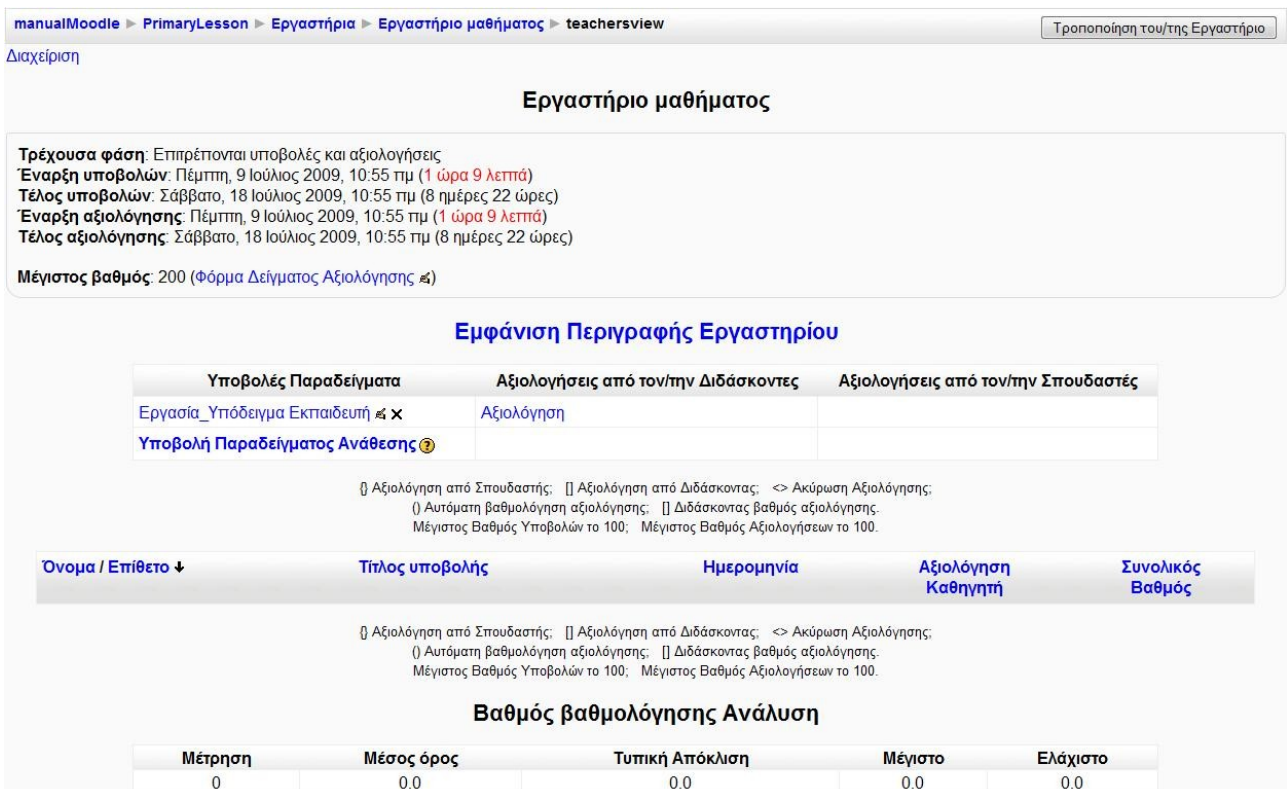 manualMoodle ► PrimaryLesson ► Εργαστήρια ► Εργαστήριο μαθήματος ► teachersview
Τροποποίηση του/της Εργαστήριο
Διαχείριση
Εργαστήριο μαθήματος
Τρέχουσα φάση: Επιτρέπονται υποβολές και αξιολογήσεις
Έναρξη υποβολών: Πέμπτη, 9 Ιούλιος 2009, 10:55 πμ (1 ώρα 9 λεπτά)
Τέλος υποβολών: Σάββατο, 18 Ιούλιος 2009, 10:55 πμ (8 ημέρες 22 ώρες)
Έναρξη αξιολόγησης: Πέμπτη, 9 Ιούλιος 2009, 10:55 πμ (1 ώρα 9 λεπτά)
Τέλος αξιολόγησης: Σάββατο, 18 Ιούλιος 2009, 10:55 πμ (8 ημέρες 22 ώρες)
Μέγιστος βαθμός: 200 (Φόρμα Δείγματος Αξιολόγησης)
Εμφάνιση Περιγραφής Εργαστηρίου
Υποβολές Παραδείγματα Αξιολογήσεις από τον/την Διδάσκοντες Αξιολογήσεις από τον/την Σπουδαστές
Εργασία_Υπόδειγμα Εκπαιδευτή Αξιολόγηση
Υποβολή Παραδείγματος Ανάθεσης
{} Αξιολόγηση από Σπουδαστής; [] Αξιολόγηση από Διδάσκοντας; <> Ακύρωση Αξιολόγησης;
() Αυτόματη βαθμολόγηση αξιολόγησης; [] Διδάσκοντας βαθμός αξιολόγησης.
Μέγιστος Βαθμός Υποβολών το 100; Μέγιστος Βαθμός Αξιολογήσεων το 100.
Όνομα / Επίθετο ↓ Τίτλος υποβολής Ημερομηνία Αξιολόγηση Καθηγητή Συνολικός Βαθμός
{} Αξιολόγηση από Σπουδαστής; [] Αξιολόγηση από Διδάσκοντας; <> Ακύρωση Αξιολόγησης;
() Αυτόματη βαθμολόγηση αξιολόγησης; [] Διδάσκοντας βαθμός αξιολόγησης.
Μέγιστος Βαθμός Υποβολών το 100; Μέγιστος Βαθμός Αξιολογήσεων το 100.
Βαθμός βαθμολόγησης Ανάλυση
Μέτρηση Μέσος όρος Τυπική Απόκλιση Μέγιστο Ελάχιστο
0 0.0 0.0 0.0 0.0